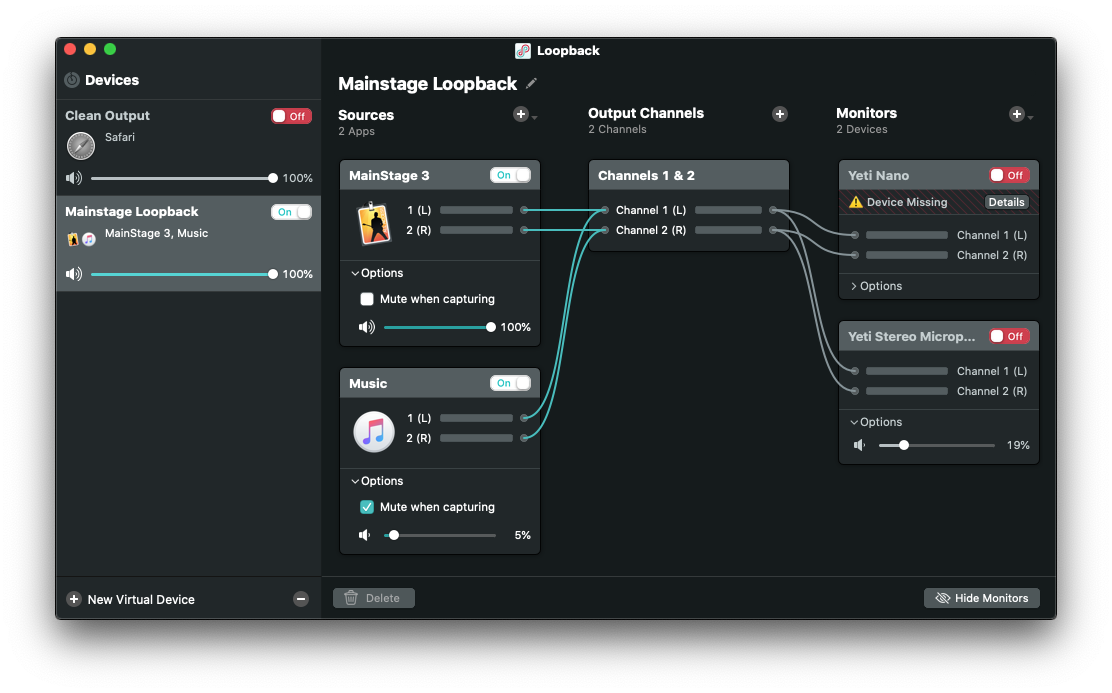 Loopback
Devices
Clean Output
Off
Safari
100%
Mainstage Loopback
On
MainStage 3, Music
100%
New Virtual Device
Mainstage Loopback
Sources
2 Apps
MainStage 3
On
1 (L)
2 (R)
Options
Mute when capturing
100%
Music
On
1 (L)
2 (R)
Options
Mute when capturing
5%
Output Channels
2 Channels
Channels 1 & 2
Channel 1 (L)
Channel 2 (R)
Monitors
2 Devices
Yeti Nano
Off
Device Missing
Details
Channel 1 (L)
Channel 2 (R)
Options
Yeti Stereo Microp...
Off
Channel 1 (L)
Channel 2 (R)
Options
19%
Delete
Hide Monitors